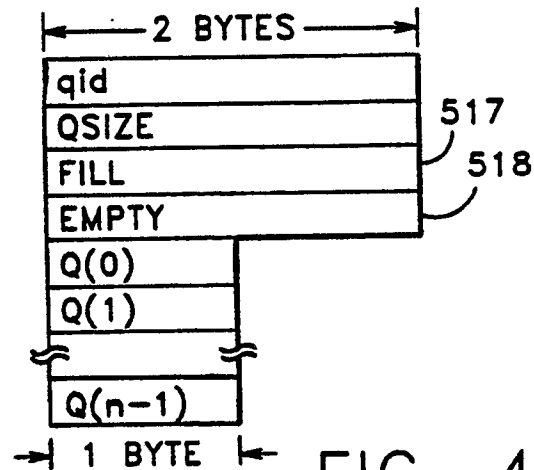 2 BYTES
qid
QSIZE
517
FILL
518
EMPTY
Q(0)
Q(1)
Q(n-1)
1 BYTE
FIG. 4